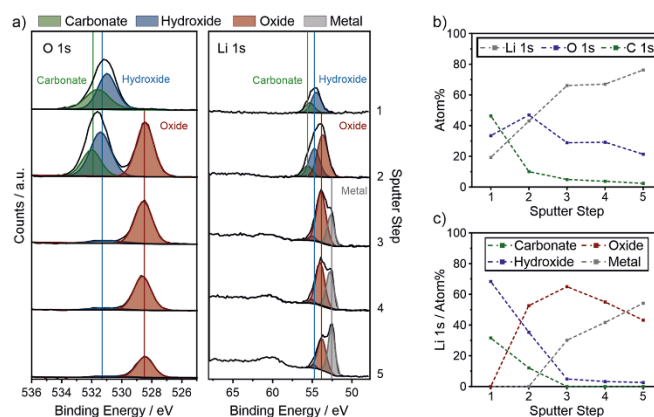 a)
Carbonate Hydroxide Oxide Metal
O 1s
Li 1s
Carbonate
Hydroxide
Oxide
Carbonate
Hydroxide
Oxide
Metal
1
2
3
4
5
Sputter Step
Counts / a.u.
536 534 532 530 528 526
Binding Energy / eV
65 60 55 50
Binding Energy / eV
b)
Li 1s O 1s C 1s
100
80
60
40
20
0
Atom%
1 2 3 4 5
Sputter Step
c)
Carbonate Oxide
Hydroxide Metal
100
80
60
40
20
0
Li 1s / Atom%
1 2 3 4 5
Sputter Step